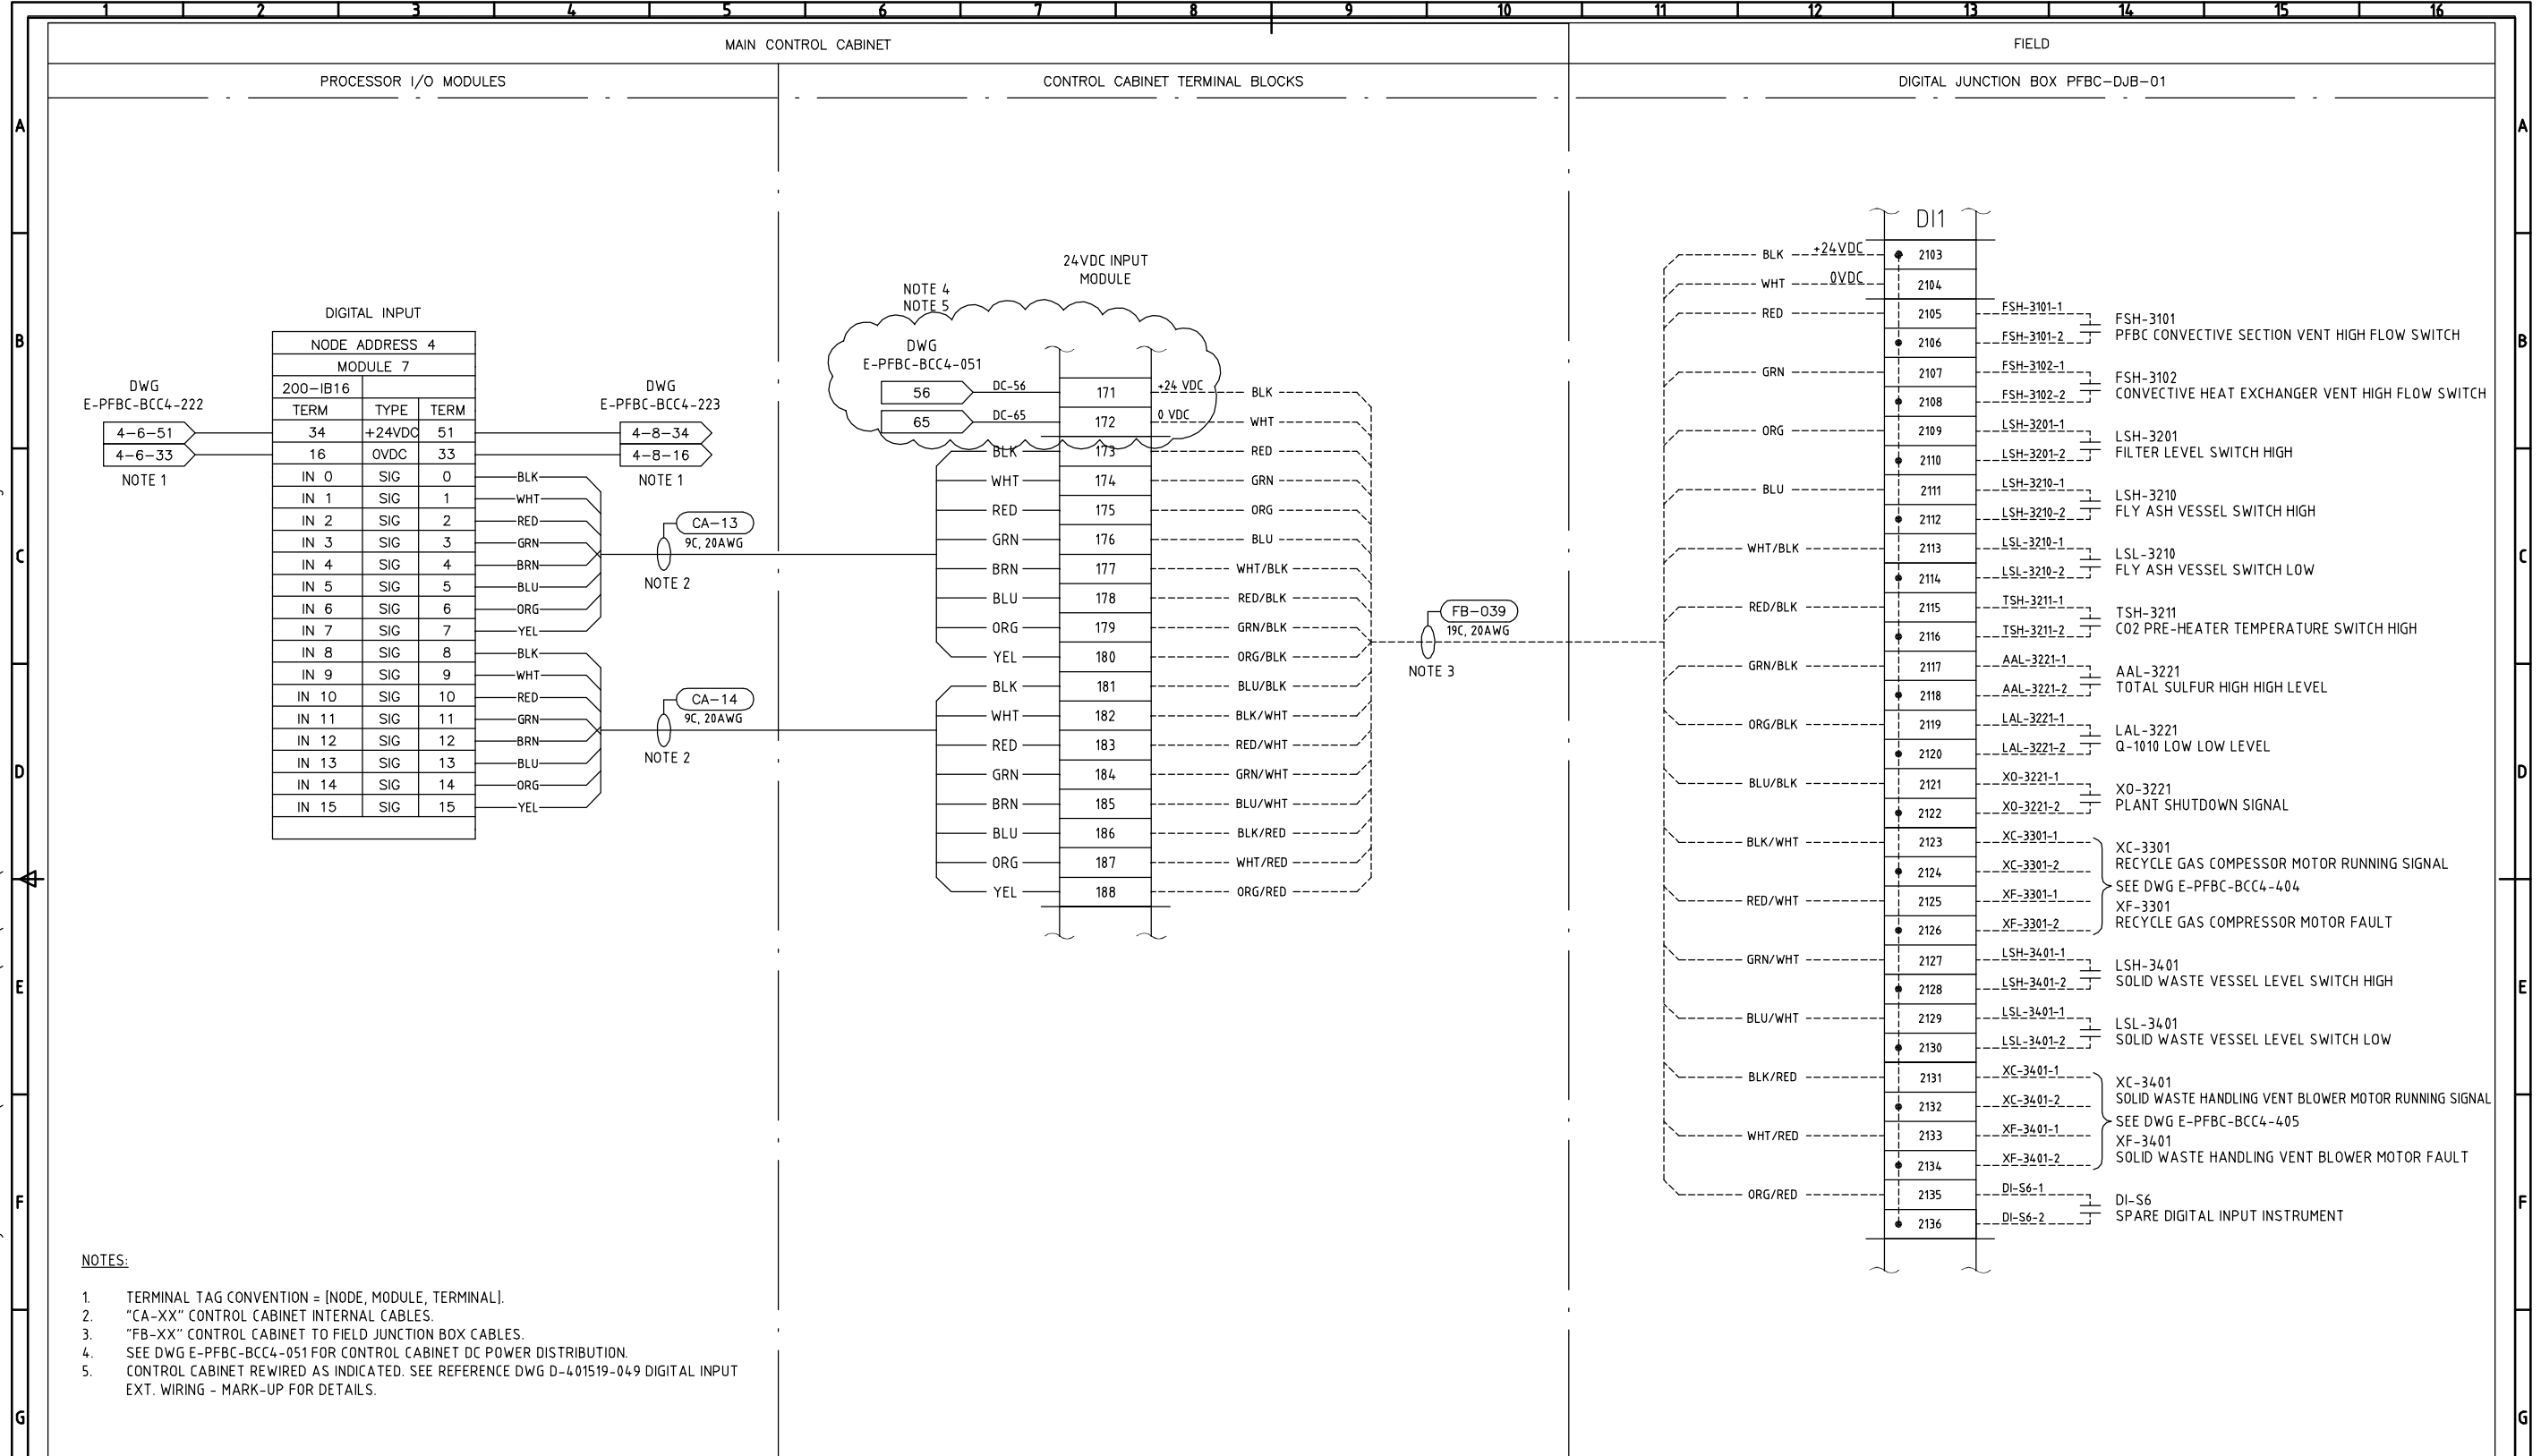 1 2 3 4 5 6 7 8 9 10 11 12 13 14 15 16
MAIN CONTROL CABINET
FIELD
PROCESSOR I/O MODULES
CONTROL CABINET TERMINAL BLOCKS
DIGITAL JUNCTION BOX PFBC-DJB-01
A
B
C
D
E
F
G
DIGITAL INPUT
NODE ADDRESS 4
MODULE 7
200-IB16
TERM TYPE TERM
34 +24VDC 51
16 0VDC 33
IN 0 SIG 0 BLK
IN 1 SIG 1 WHT
IN 2 SIG 2 RED
IN 3 SIG 3 GRN
IN 4 SIG 4 BRN
IN 5 SIG 5 BLU
IN 6 SIG 6 ORG
IN 7 SIG 7 YEL
IN 8 SIG 8 BLK
IN 9 SIG 9 WHT
IN 10 SIG 10 RED
IN 11 SIG 11 GRN
IN 12 SIG 12 BRN
IN 13 SIG 13 BLU
IN 14 SIG 14 ORG
IN 15 SIG 15 YEL
DWG
E-PFBC-BCC4-222
4-6-51
4-6-33
NOTE 1
DWG
E-PFBC-BCC4-223
4-8-34
4-8-16
NOTE 1
CA-13
9C, 20AWG
NOTE 2
CA-14
9C, 20AWG
NOTE 2
24VDC INPUT
MODULE
NOTE 4
NOTE 5
DWG
E-PFBC-BCC4-051
56 DC-56 171 +24 VDC BLK
65 DC-65 172 0 VDC WHT
BLK 173 RED
WHT 174 GRN
RED 175 ORG
GRN 176 BLU
BRN 177 WHT/BLK
BLU 178 RED/BLK
ORG 179 GRN/BLK
YEL 180 ORG/BLK
BLK 181 BLU/BLK
WHT 182 BLK/WHT
RED 183 RED/WHT
GRN 184 GRN/WHT
BRN 185 BLU/WHT
BLU 186 BLK/RED
ORG 187 WHT/RED
YEL 188 ORG/RED
FB-039
19C, 20AWG
NOTE 3
DI1
BLK +24VDC 2103
WHT 0VDC 2104
RED 2105 FSH-3101-1
2106 FSH-3101-2
FSH-3101
PFBC CONVECTIVE SECTION VENT HIGH FLOW SWITCH
GRN 2107 FSH-3102-1
2108 FSH-3102-2
FSH-3102
CONVECTIVE HEAT EXCHANGER VENT HIGH FLOW SWITCH
ORG 2109 LSH-3201-1
2110 LSH-3201-2
LSH-3201
FILTER LEVEL SWITCH HIGH
BLU 2111 LSH-3210-1
2112 LSH-3210-2
LSH-3210
FLY ASH VESSEL SWITCH HIGH
WHT/BLK 2113 LSL-3210-1
2114 LSL-3210-2
LSL-3210
FLY ASH VESSEL SWITCH LOW
RED/BLK 2115 TSH-3211-1
2116 TSH-3211-2
TSH-3211
CO2 PRE-HEATER TEMPERATURE SWITCH HIGH
GRN/BLK 2117 AAL-3221-1
2118 AAL-3221-2
AAL-3221
TOTAL SULFUR HIGH HIGH LEVEL
ORG/BLK 2119 LAL-3221-1
2120 LAL-3221-2
LAL-3221
Q-1010 LOW LOW LEVEL
BLU/BLK 2121 XO-3221-1
2122 XO-3221-2
XO-3221
PLANT SHUTDOWN SIGNAL
BLK/WHT 2123 XC-3301-1
2124 XC-3301-2
XC-3301
RECYCLE GAS COMPESSOR MOTOR RUNNING SIGNAL
SEE DWG E-PFBC-BCC4-404
RED/WHT 2125 XF-3301-1
2126 XF-3301-2
XF-3301
RECYCLE GAS COMPRESSOR MOTOR FAULT
GRN/WHT 2127 LSH-3401-1
2128 LSH-3401-2
LSH-3401
SOLID WASTE VESSEL LEVEL SWITCH HIGH
BLU/WHT 2129 LSL-3401-1
2130 LSL-3401-2
LSL-3401
SOLID WASTE VESSEL LEVEL SWITCH LOW
BLK/RED 2131 XC-3401-1
2132 XC-3401-2
XC-3401
SOLID WASTE HANDLING VENT BLOWER MOTOR RUNNING SIGNAL
SEE DWG E-PFBC-BCC4-405
WHT/RED 2133 XF-3401-1
2134 XF-3401-2
XF-3401
SOLID WASTE HANDLING VENT BLOWER MOTOR FAULT
ORG/RED 2135 DI-S6-1
2136 DI-S6-2
DI-S6
SPARE DIGITAL INPUT INSTRUMENT
NOTES:
1. TERMINAL TAG CONVENTION = [NODE, MODULE, TERMINAL].
2. "CA-XX" CONTROL CABINET INTERNAL CABLES.
3. "FB-XX" CONTROL CABINET TO FIELD JUNCTION BOX CABLES.
4. SEE DWG E-PFBC-BCC4-051 FOR CONTROL CABINET DC POWER DISTRIBUTION.
5. CONTROL CABINET REWIRED AS INDICATED. SEE REFERENCE DWG D-401519-049 DIGITAL INPUT
EXT. WIRING - MARK-UP FOR DETAILS.
A
B
C
D
E
F
G